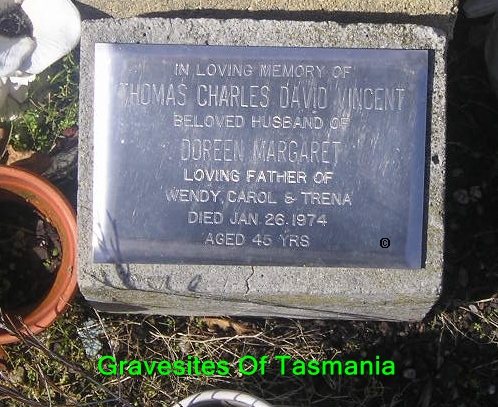 IN LOVING MEMORY OF
THOMAS CHARLES DAVID VINCENT
BELOVED HUSBAND OF
DOREEN MARGARET
LOVING FATHER OF
WENDY, CAROL & TRENA
DIED JAN 26. 1974
AGED 45 YRS
©
Gravesites Of Tasmania